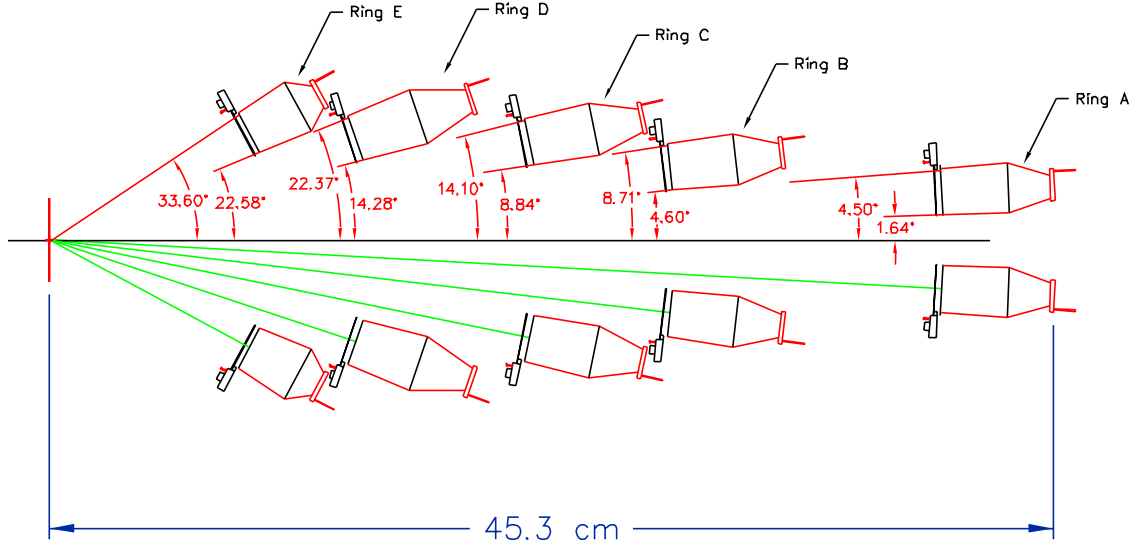 Ring E
Ring D
Ring C
Ring B
Ring A
33.60°
22.58°
22.37°
14.28°
14.10°
8.84°
8.71°
4.60°
4.50°
1.64°
45.3 cm